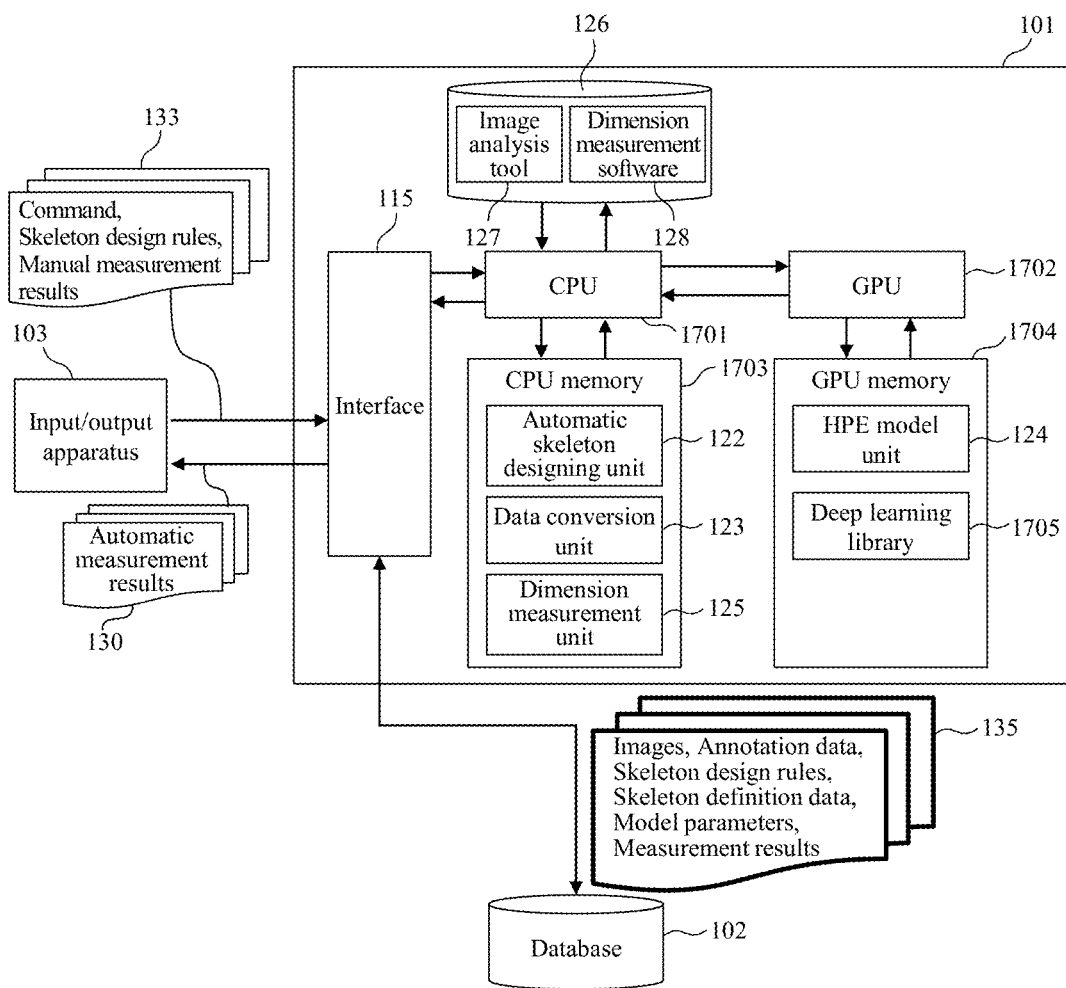 101
126
133
Image
analysis
tool
Dimension
measurement
software
115
Command,
Skeleton design rules,
Manual measurement
results
127
128
1702
CPU
GPU
1701
1704
103
1703
CPU memory
GPU memory
Input/output
apparatus
Interface
Automatic
skeleton
designing unit
122
HPE model
unit
124
Data conversion
unit
123
Deep learning
library
1705
Automatic
measurement
results
Dimension
measurement
unit
125
130
135
Images, Annotation data,
Skeleton design rules,
Skeleton definition data,
Model parameters,
Measurement results
Database
102